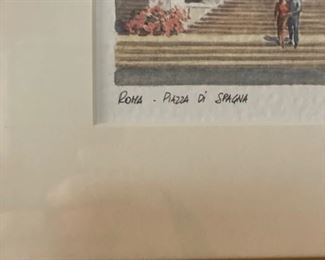 ROMA - PIAZZA DI SPAGNA